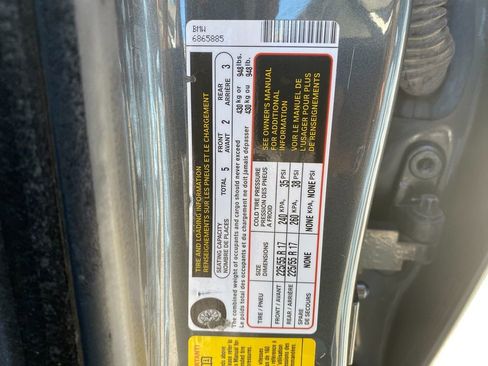 BMW
6865885
TIRE AND LOADING INFORMATION
RENSEIGNEMENTS SUR LES PNEUS ET LE CHARGEMENT
SEATING CAPACITY
NOMBRE DE PLACES
TOTAL 5
FRONT
AVANT 2
REAR
ARRIÈRE 3
The combined weight of occupants and cargo should never exceed 430 kg or 948 lbs.
Le poids total des occupants et du chargement ne doit jamais dépasser 430 kg ou 948 lb.
TIRE / PNEU
SIZE
DIMENSIONS
COLD TIRE PRESSURE
PRESSION DES PNEUS
A FROID
FRONT / AVANT 225/55 R 17 240 KPA, 35 PSI
REAR / ARRIÈRE 225/55 R 17 260 KPA, 38 PSI
SPARE
DE SECOURS NONE NONE KPA, NONE PSI
SEE OWNER'S MANUAL
FOR ADDITIONAL
INFORMATION
VOIR LE MANUEL DE
L'USAGER POUR PLUS
DE RENSEIGNEMENTS